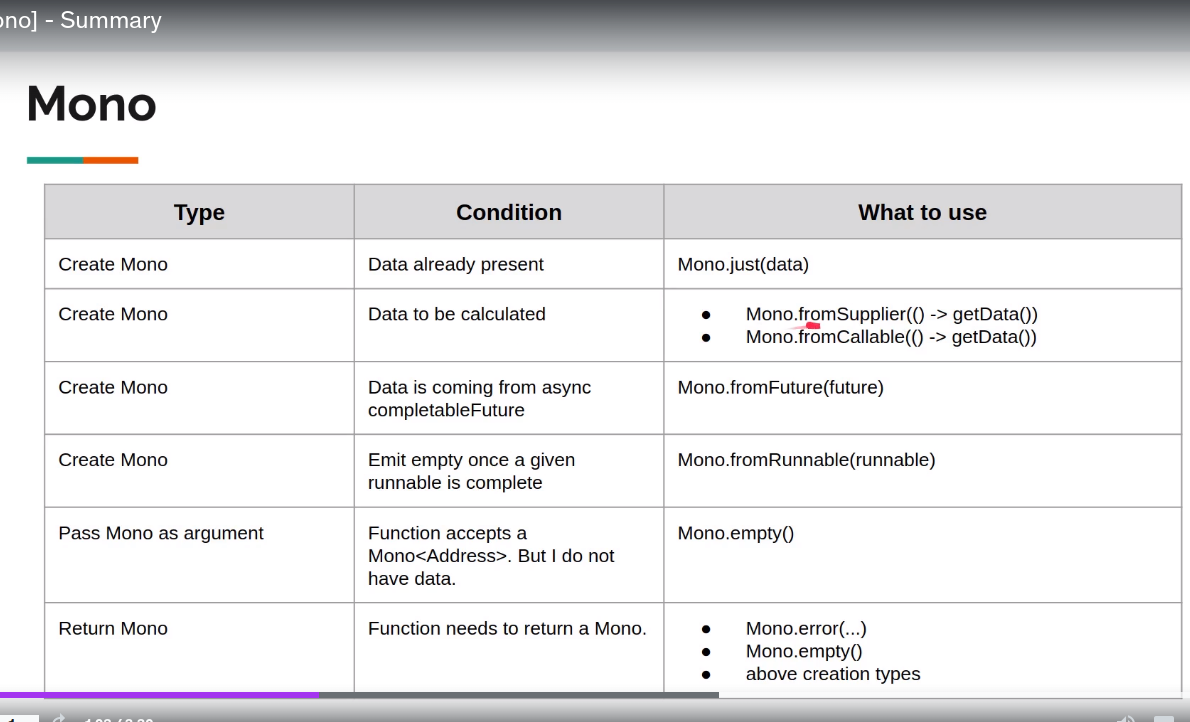 ono] - Summary
Mono
Type Condition What to use
Create Mono Data already present Mono.just(data)
Create Mono Data to be calculated ● Mono.fromSupplier(() -> getData())
● Mono.fromCallable(() -> getData())
Create Mono Data is coming from async Mono.fromFuture(future)
completableFuture
Create Mono Emit empty once a given Mono.fromRunnable(runnable)
runnable is complete
Pass Mono as argument Function accepts a Mono.empty()
Mono<Address>. But I do not
have data.
Return Mono Function needs to return a Mono. ● Mono.error(...)
● Mono.empty()
● above creation types